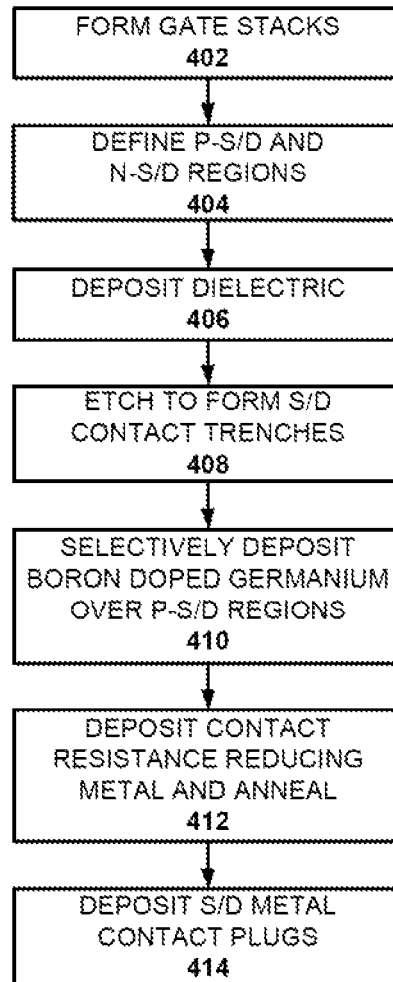 FORM GATE STACKS
402
DEFINE P-S/D AND
N-S/D REGIONS
404
DEPOSIT DIELECTRIC
406
ETCH TO FORM S/D
CONTACT TRENCHES
408
SELECTIVELY DEPOSIT
BORON DOPED GERMANIUM
OVER P-S/D REGIONS
410
DEPOSIT CONTACT
RESISTANCE REDUCING
METAL AND ANNEAL
412
DEPOSIT S/D METAL
CONTACT PLUGS
414